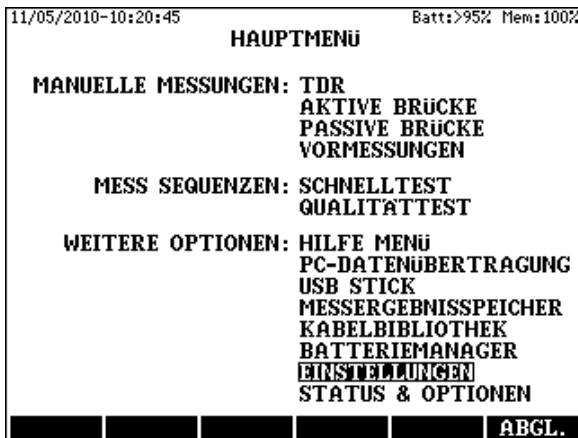 11/05/2010-10:20:45 Batt:>95% Mem:100%
HAUPTMENÜ
MANUELLE MESSUNGEN: TDR
AKTIVE BRÜCKE
PASSIVE BRÜCKE
VORMESSUNGEN
MESS SEQUENZEN: SCHNELLTEST
QUALITÄTTEST
WEITERE OPTIONEN: HILFE MENÜ
PC-DATENÜBERTRAGUNG
USB STICK
MESSERGEBNISSPEICHER
KABELBIBLIOTHEK
BATTERIEMANAGER
EINSTELLUNGEN
STATUS & OPTIONEN
ABGL.